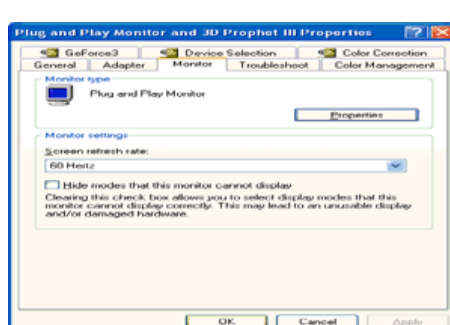 Plug and Play Monitor and 3D Prophet III Properties
GeForce3 Device Selection Color Correction
General Adapter Monitor Troubleshoot Color Management
Monitor type
Plug and Play Monitor
Properties
Monitor settings
Screen refresh rate:
60 Hertz
Hide modes that this monitor cannot display
Clearing this check box allows you to select display modes that this
monitor cannot display correctly. This may lead to an unusable display
and/or damaged hardware.
OK Cancel Apply